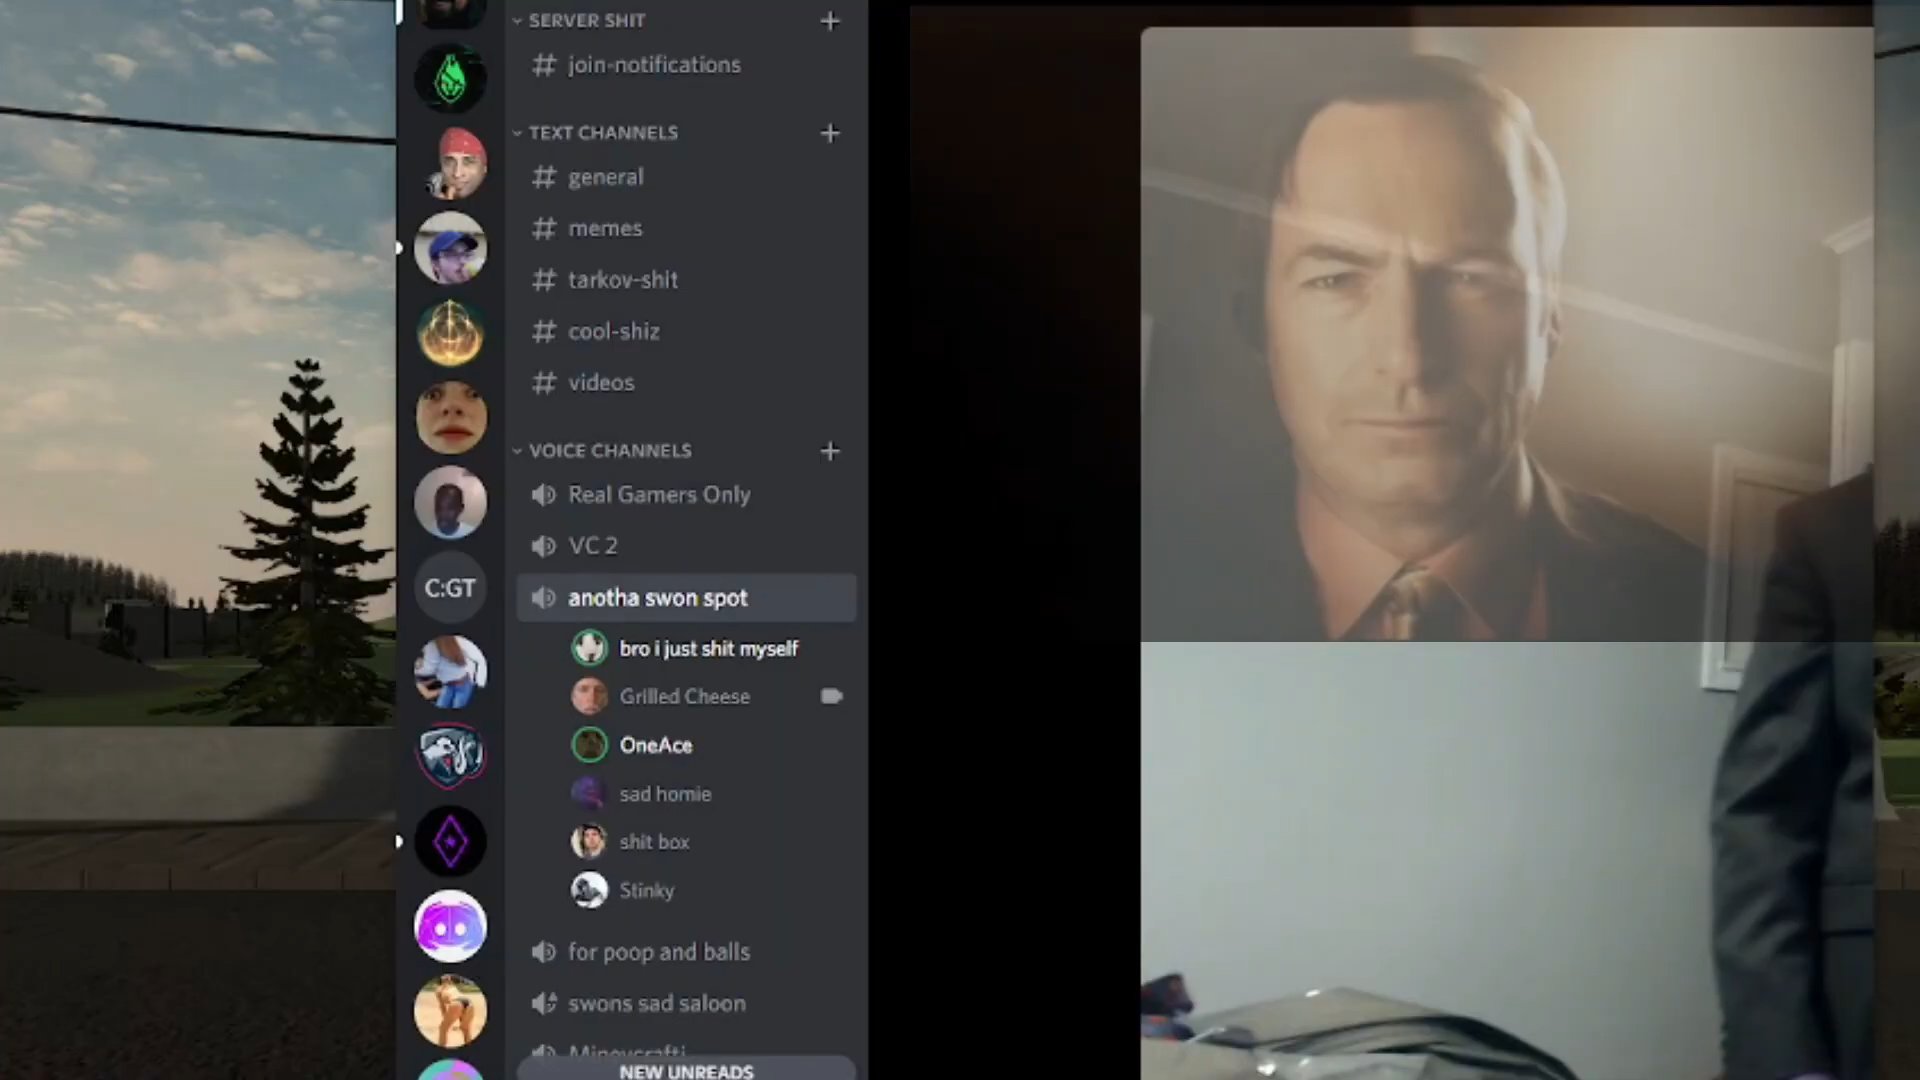 SERVER SHIT
join-notifications
TEXT CHANNELS
general
memes
tarkov-shit
cool-shiz
videos
VOICE CHANNELS
Real Gamers Only
VC 2
C:GT
anotha swon spot
bro i just shit myself
Grilled Cheese
OneAce
sad homie
shit box
Stinky
for poop and balls
swons sad saloon
NEW UNREADS